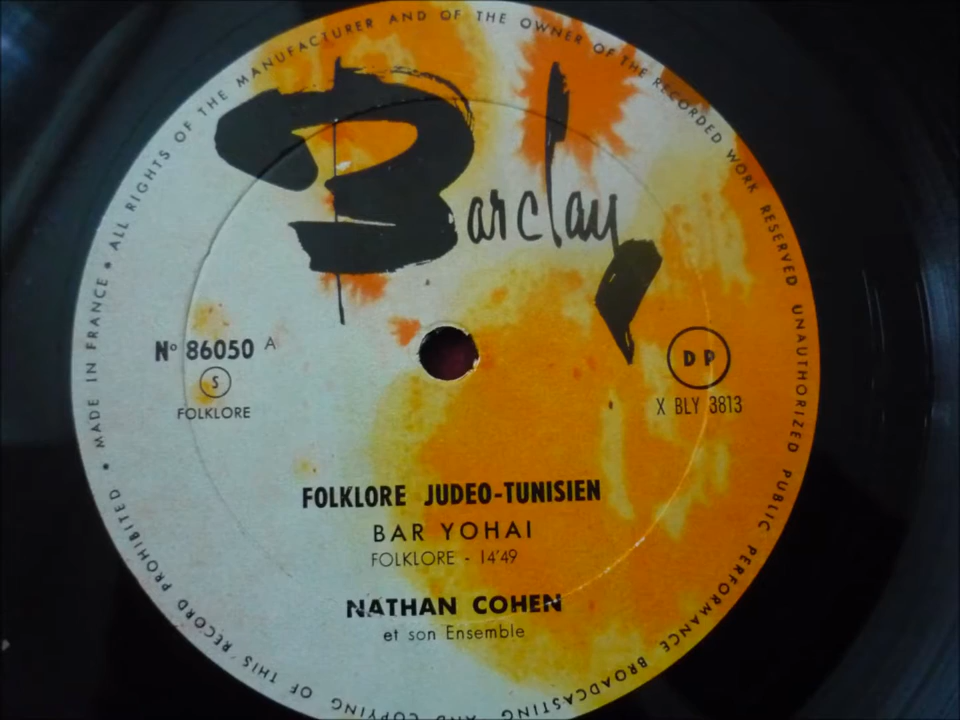 MADE IN FRANCE • ALL RIGHTS OF THE MANUFACTURER AND OF THE OWNER OF THE RECORDED WORK RESERVED UNAUTHORIZED PUBLIC PERFORMANCE BROADCASTING AND COPYING OF THIS RECORD PROHIBITED •
Barclay
Nº 86050 A
S
FOLKLORE
DP
X BLY 3813
FOLKLORE JUDEO-TUNISIEN
BAR YOHAI
FOLKLORE - 14'49
NATHAN COHEN
et son Ensemble